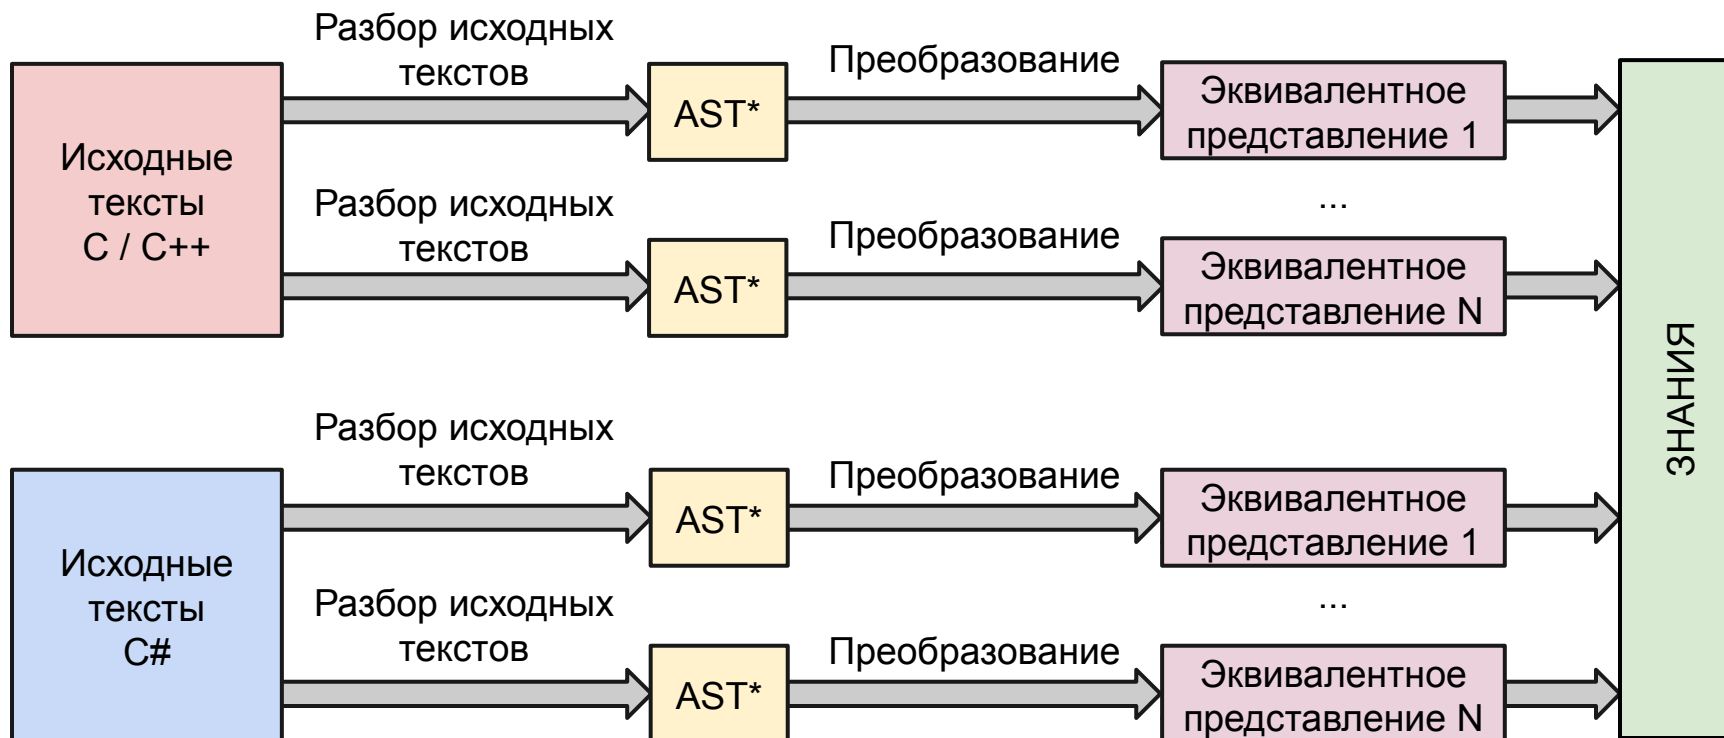 Разбор исходных
текстов
Преобразование
Исходные
тексты
C / C++
AST*
Эквивалентное
представление 1
...
Разбор исходных
текстов
Преобразование
AST*
Эквивалентное
представление N
ЗНАНИЯ
Разбор исходных
текстов
Преобразование
Исходные
тексты
C#
AST*
Эквивалентное
представление 1
...
Разбор исходных
текстов
Преобразование
AST*
Эквивалентное
представление N